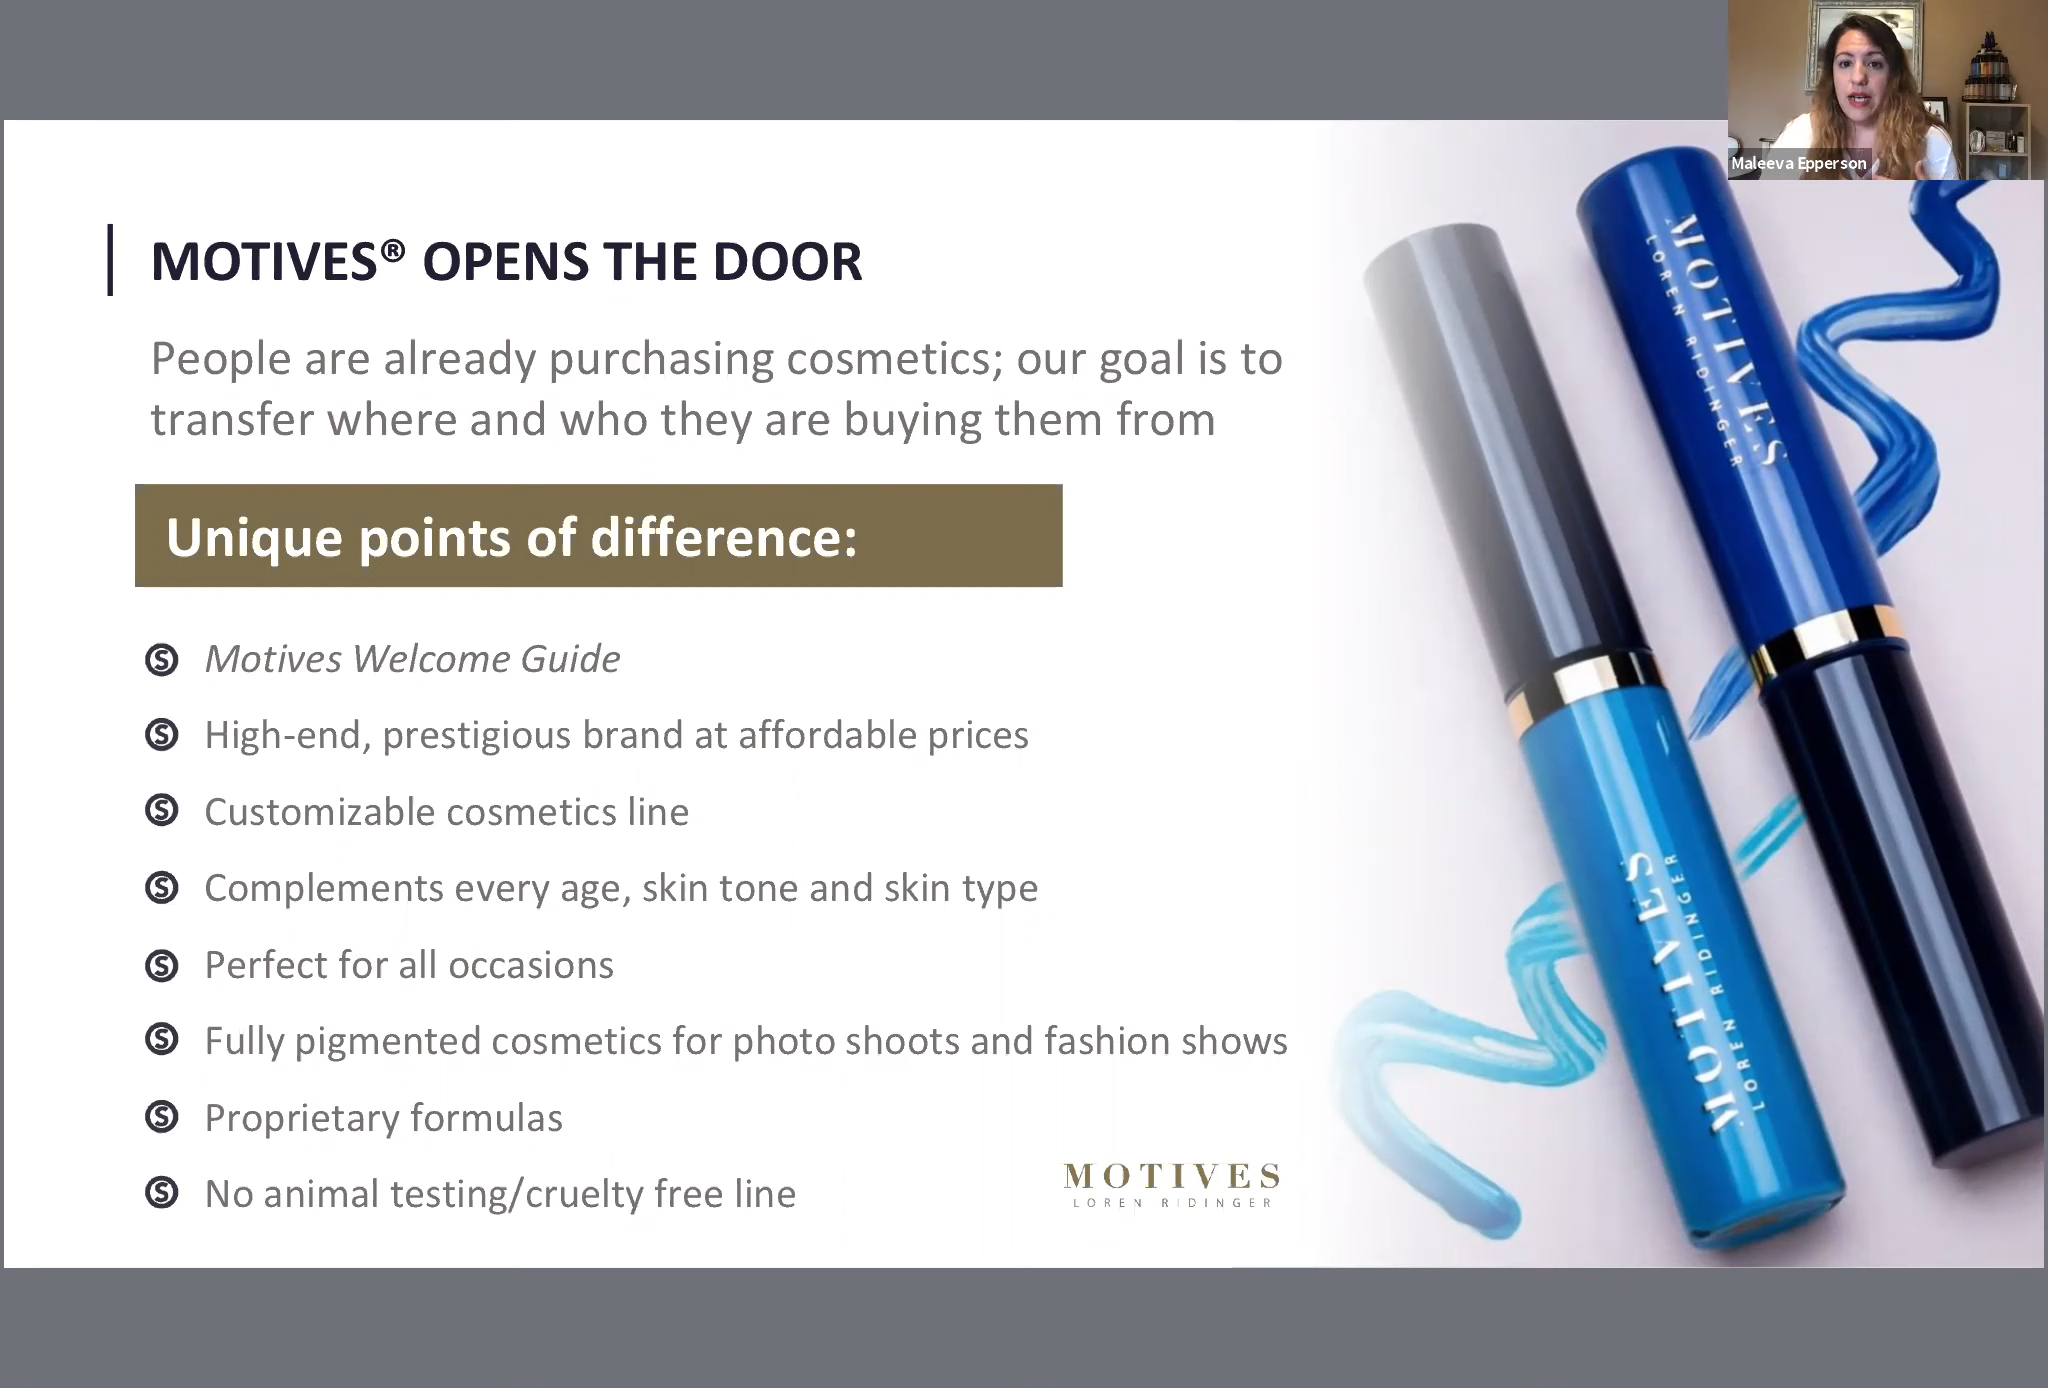 Maleeva Epperson
MOTIVES® OPENS THE DOOR
People are already purchasing cosmetics; our goal is to
transfer where and who they are buying them from
Unique points of difference:
Motives Welcome Guide
High-end, prestigious brand at affordable prices
Customizable cosmetics line
Complements every age, skin tone and skin type
Perfect for all occasions
Fully pigmented cosmetics for photo shoots and fashion shows
Proprietary formulas
No animal testing/cruelty free line
MOTIVES
LOREN RIDINGER
MOTIVES
LOREN RIDINGER
MOTIVES
LOREN RIDINGER